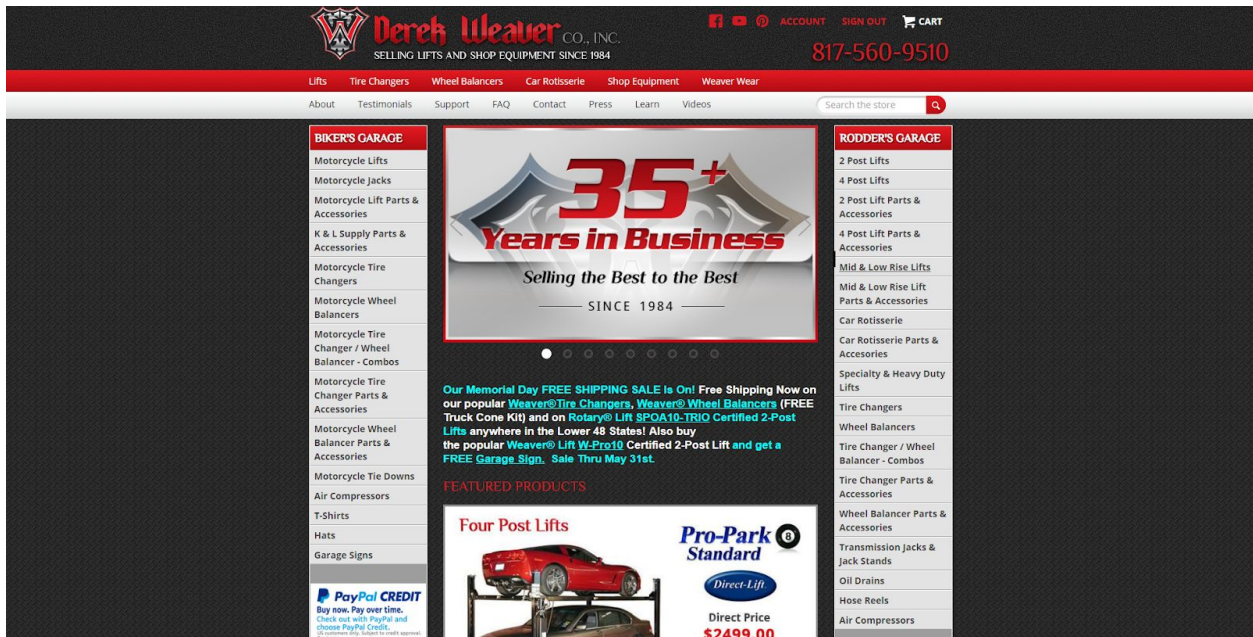 Derek Weaver CO., INC.
SELLING LIFTS AND SHOP EQUIPMENT SINCE 1984
ACCOUNT SIGN OUT CART
817-560-9510
Lifts Tire Changers Wheel Balancers Car Rotisserie Shop Equipment Weaver Wear
About Testimonials Support FAQ Contact Press Learn Videos
Search the store
BIKER'S GARAGE
Motorcycle Lifts
Motorcycle Jacks
Motorcycle Lift Parts &
Accessories
K & L Supply Parts &
Accessories
Motorcycle Tire
Changers
Motorcycle Wheel
Balancers
Motorcycle Tire
Changer / Wheel
Balancer - Combos
Motorcycle Tire
Changer Parts &
Accessories
Motorcycle Wheel
Balancer Parts &
Accessories
Motorcycle Tie Downs
Air Compressors
T-Shirts
Hats
Garage Signs
PayPal CREDIT
Buy now. Pay over time.
Check out with PayPal and
choose PayPal Credit.
US customers only. Subject to credit approval.
35+
Years in Business
Selling the Best to the Best
SINCE 1984
Our Memorial Day FREE SHIPPING SALE Is On! Free Shipping Now on
our popular Weaver®Tire Changers, Weaver® Wheel Balancers (FREE
Truck Cone Kit) and on Rotary® Lift SPOA10-TRIO Certified 2-Post
Lifts anywhere in the Lower 48 States! Also buy
the popular Weaver® Lift W-Pro10 Certified 2-Post Lift and get a
FREE Garage Sign. Sale Thru May 31st.
FEATURED PRODUCTS
Four Post Lifts
Pro-Park 8
Standard
Direct-Lift
Direct Price
$2499.00
RODDER'S GARAGE
2 Post Lifts
4 Post Lifts
2 Post Lift Parts &
Accessories
4 Post Lift Parts &
Accessories
Mid & Low Rise Lifts
Mid & Low Rise Lift
Parts & Accessories
Car Rotisserie
Car Rotisserie Parts &
Accesories
Specialty & Heavy Duty
Lifts
Tire Changers
Wheel Balancers
Tire Changer / Wheel
Balancer - Combos
Tire Changer Parts &
Accessories
Wheel Balancer Parts &
Accessories
Transmission Jacks &
Jack Stands
Oil Drains
Hose Reels
Air Compressors